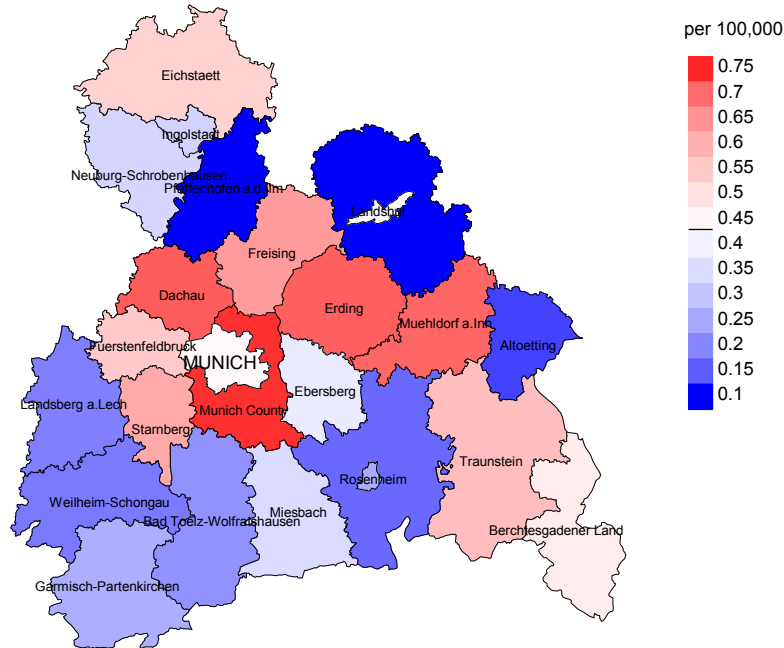 per 100,000
0.75
0.7
0.65
0.6
0.55
0.5
0.45
0.4
0.35
0.3
0.25
0.2
0.15
0.1
Eichstaett
Ingolstadt
Neuburg-Schrobenhausen
Pfaffenhofen a.d.Ilm
Landshut
Freising
Dachau
Erding
Muehldorf a.Inn
Altoetting
Fuerstenfeldbruck
MUNICH
Ebersberg
Landsberg a.Lech
Munich County
Starnberg
Traunstein
Rosenheim
Weilheim-Schongau
Miesbach
Bad Toelz-Wolfratshausen
Berchtesgadener Land
Garmisch-Partenkirchen